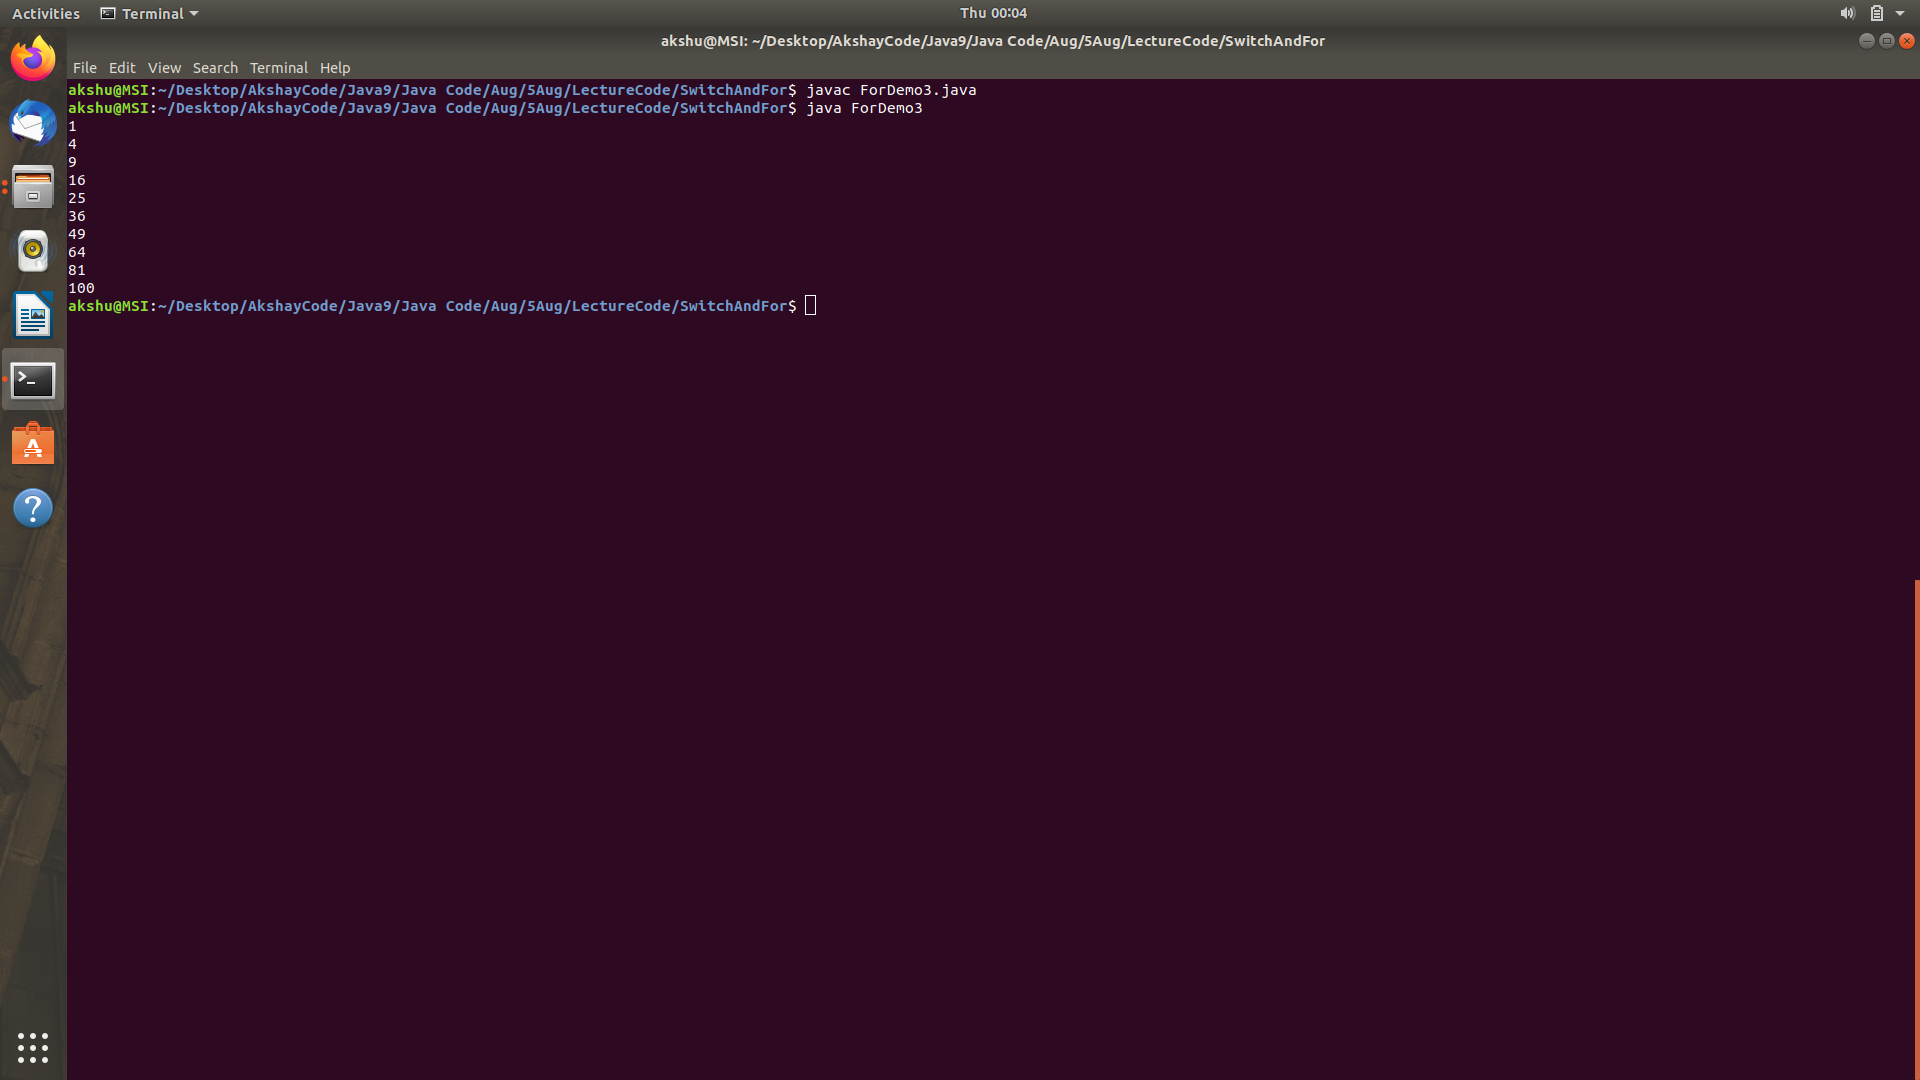 Activities Terminal Thu 00:04
akshu@MSI: ~/Desktop/AkshayCode/Java9/Java Code/Aug/5Aug/LectureCode/SwitchAndFor
File Edit View Search Terminal Help
akshu@MSI:~/Desktop/AkshayCode/Java9/Java Code/Aug/5Aug/LectureCode/SwitchAndFor$ javac ForDemo3.java
akshu@MSI:~/Desktop/AkshayCode/Java9/Java Code/Aug/5Aug/LectureCode/SwitchAndFor$ java ForDemo3
1
4
9
16
25
36
49
64
81
100
akshu@MSI:~/Desktop/AkshayCode/Java9/Java Code/Aug/5Aug/LectureCode/SwitchAndFor$